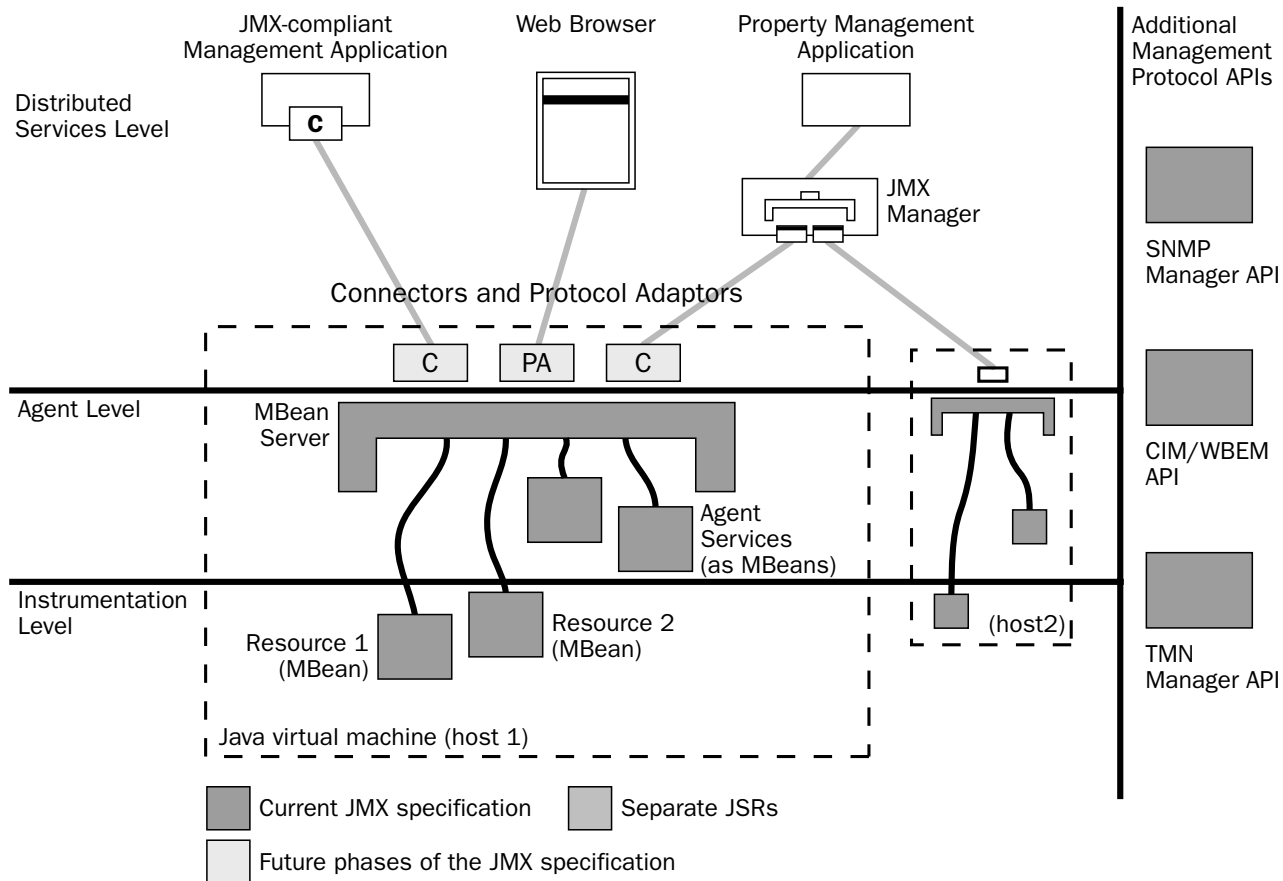 JMX-compliant
Management Application
Web Browser
Property Management
Application
Additional
Management
Protocol APIs
Distributed
Services Level
C
JMX
Manager
SNMP
Manager API
Connectors and Protocol Adaptors
C
PA
C
Agent Level
MBean
Server
CIM/WBEM
API
Agent
Services
(as MBeans)
Instrumentation
Level
Resource 1
(MBean)
Resource 2
(MBean)
(host2)
TMN
Manager API
Java virtual machine (host 1)
Current JMX specification
Separate JSRs
Future phases of the JMX specification